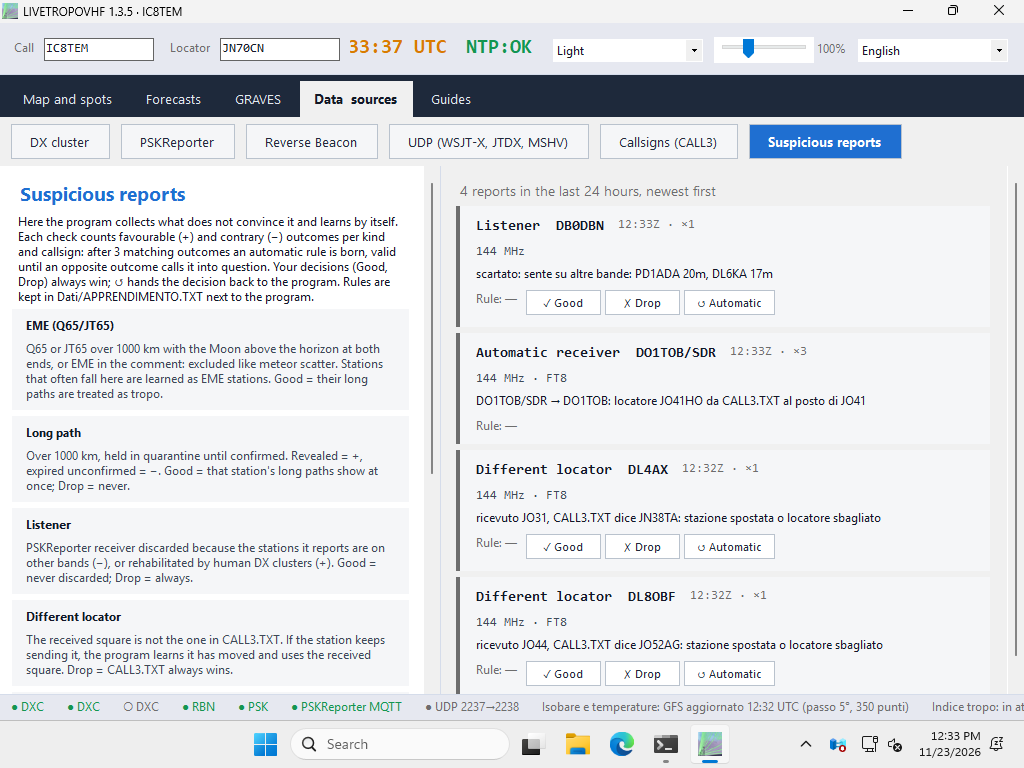 LIVETROPOVHF 1.3.5 · IC8TEM
Call IC8TEM Locator JN70CN 33:37 UTC NTP:OK Light 100% English
Map and spots Forecasts GRAVES Data sources Guides
DX cluster PSKReporter Reverse Beacon UDP (WSJT-X, JTDX, MSHV) Callsigns (CALL3) Suspicious reports
Suspicious reports
Here the program collects what does not convince it and learns by itself.
Each check counts favourable (+) and contrary (−) outcomes per kind
and callsign: after 3 matching outcomes an automatic rule is born, valid
until an opposite outcome calls it into question. Your decisions (Good,
Drop) always win; ↺ hands the decision back to the program. Rules are
kept in Dati/APPRENDIMENTO.TXT next to the program.
EME (Q65/JT65)
Q65 or JT65 over 1000 km with the Moon above the horizon at both
ends, or EME in the comment: excluded like meteor scatter. Stations
that often fall here are learned as EME stations. Good = their long
paths are treated as tropo.
Long path
Over 1000 km, held in quarantine until confirmed. Revealed = +,
expired unconfirmed = −. Good = that station's long paths show at
once; Drop = never.
Listener
PSKReporter receiver discarded because the stations it reports are on
other bands (−), or rehabilitated by human DX clusters (+). Good =
never discarded; Drop = always.
Different locator
The received square is not the one in CALL3.TXT. If the station keeps
sending it, the program learns it has moved and uses the received
square. Drop = CALL3.TXT always wins.
4 reports in the last 24 hours, newest first
Listener DB0DBN 12:33Z · ×1
144 MHz
scartato: sente su altre bande: PD1ADA 20m, DL6KA 17m
Rule: — ✓ Good ✗ Drop ↺ Automatic
Automatic receiver DO1TOB/SDR 12:33Z · ×3
144 MHz · FT8
DO1TOB/SDR → DO1TOB: locatore JO41HO da CALL3.TXT al posto di JO41
Rule: —
Different locator DL4AX 12:32Z · ×1
144 MHz · FT8
ricevuto JO31, CALL3.TXT dice JN38TA: stazione spostata o locatore sbagliato
Rule: — ✓ Good ✗ Drop ↺ Automatic
Different locator DL8OBF 12:32Z · ×1
144 MHz · FT8
ricevuto JO44, CALL3.TXT dice JO52AG: stazione spostata o locatore sbagliato
Rule: — ✓ Good ✗ Drop ↺ Automatic
● DXC ● DXC ○ DXC ● RBN ● PSK ● PSKReporter MQTT ● UDP 2237→2238 Isobare e temperature: GFS aggiornato 12:32 UTC (passo 5°, 350 punti) Indice tropo: in at
Search
12:33 PM
11/23/2026